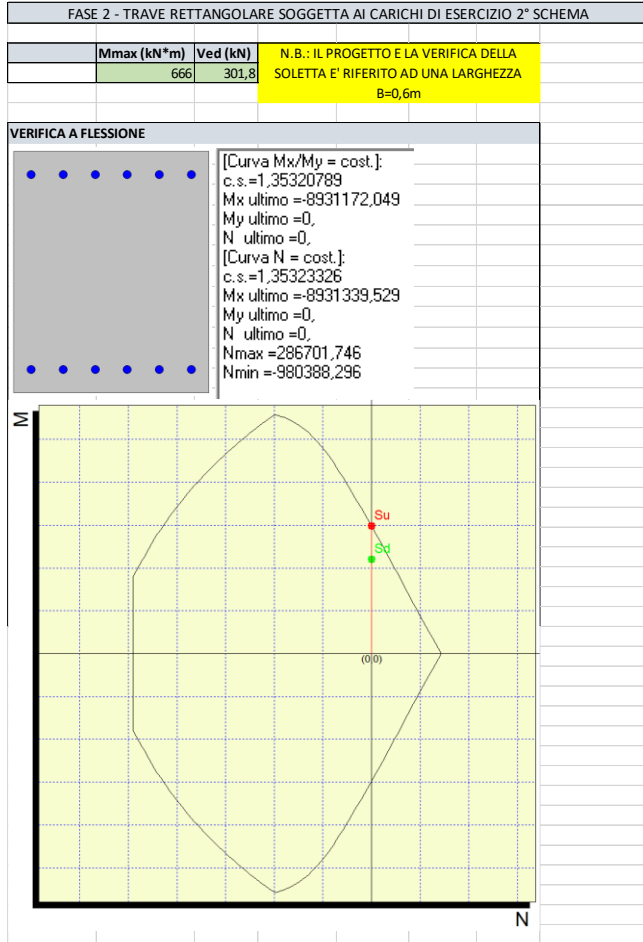 FASE 2 - TRAVE RETTANGOLARE SOGGETTA AI CARICHI DI ESERCIZIO 2° SCHEMA
Mmax (kN*m) Ved (kN)
666 301,8
N.B.: IL PROGETTO E LA VERIFICA DELLA
SOLETTA E' RIFERITO AD UNA LARGHEZZA
B=0,6m
VERIFICA A FLESSIONE
[Curva Mx/My = cost.]:
c.s.=1,35320789
Mx ultimo =-8931172,049
My ultimo =0,
N ultimo =0,
[Curva N = cost.]:
c.s.=1,35323326
Mx ultimo =-8931339,529
My ultimo =0,
N ultimo =0,
Nmax =286701,746
Nmin =-980388,296
M
Su
Sd
(0;0)
N